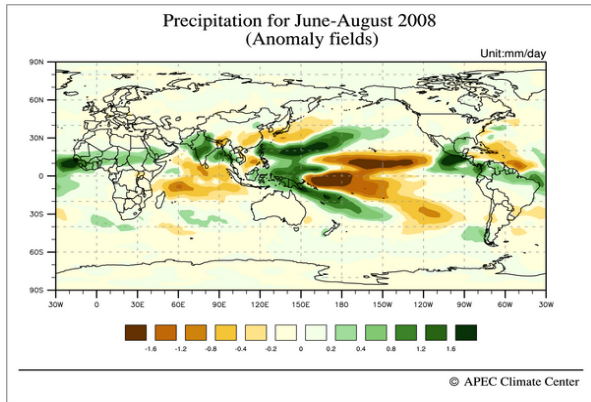 Precipitation for June-August 2008
(Anomaly fields)
Unit:mm/day
90N
60N
30N
0
30S
60S
90S
30W 0 30E 60E 90E 120E 150E 180 150W 120W 90W 60W 30W
-1.6 -1.2 -0.8 -0.4 -0.2 0 0.2 0.4 0.8 1.2 1.6
© APEC Climate Center